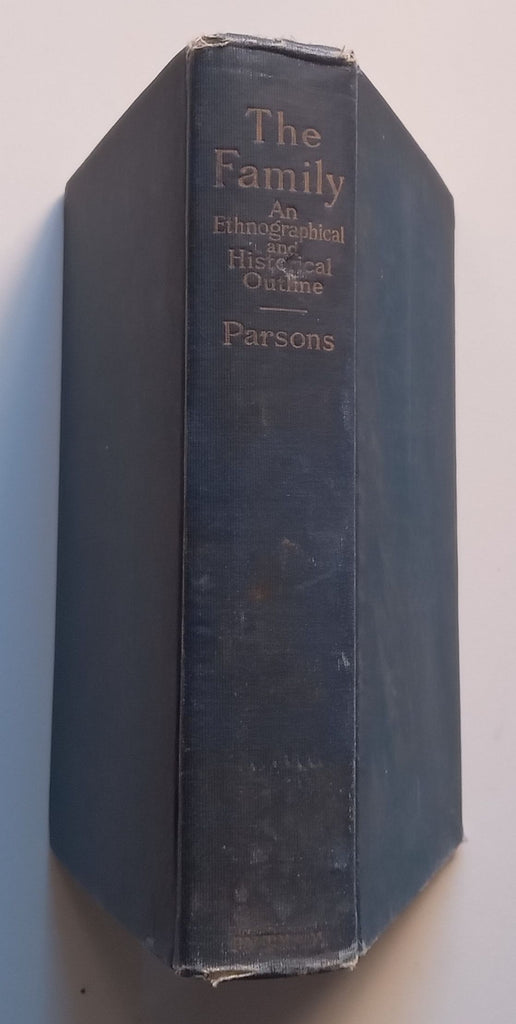 The
Family
An
Ethnographical
and
Historical
Outline
Parsons